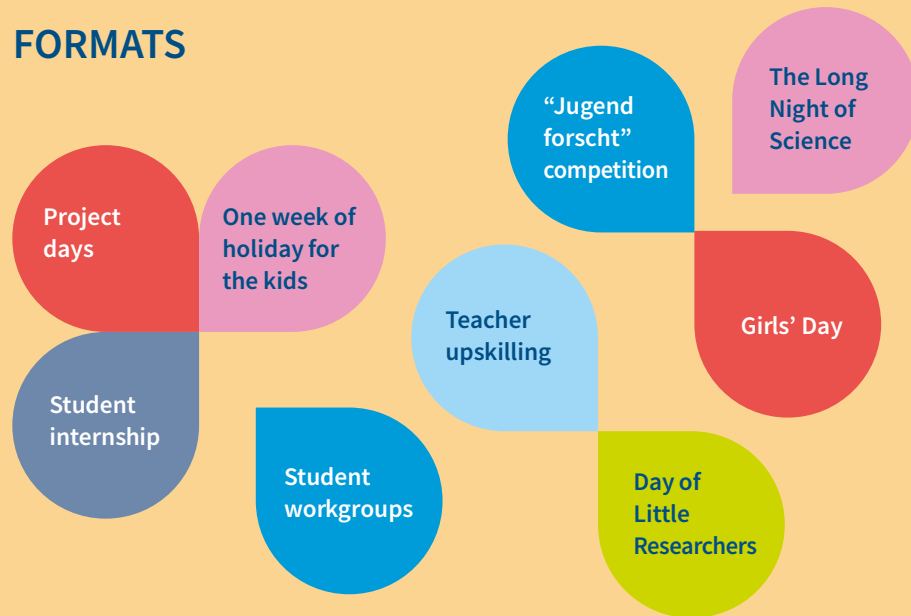 FORMATS
Project
days
One week of
holiday for
the kids
Student
internship
Student
workgroups
Teacher
upskilling
“Jugend
forscht”
competition
The Long
Night of
Science
Girls’ Day
Day of
Little
Researchers